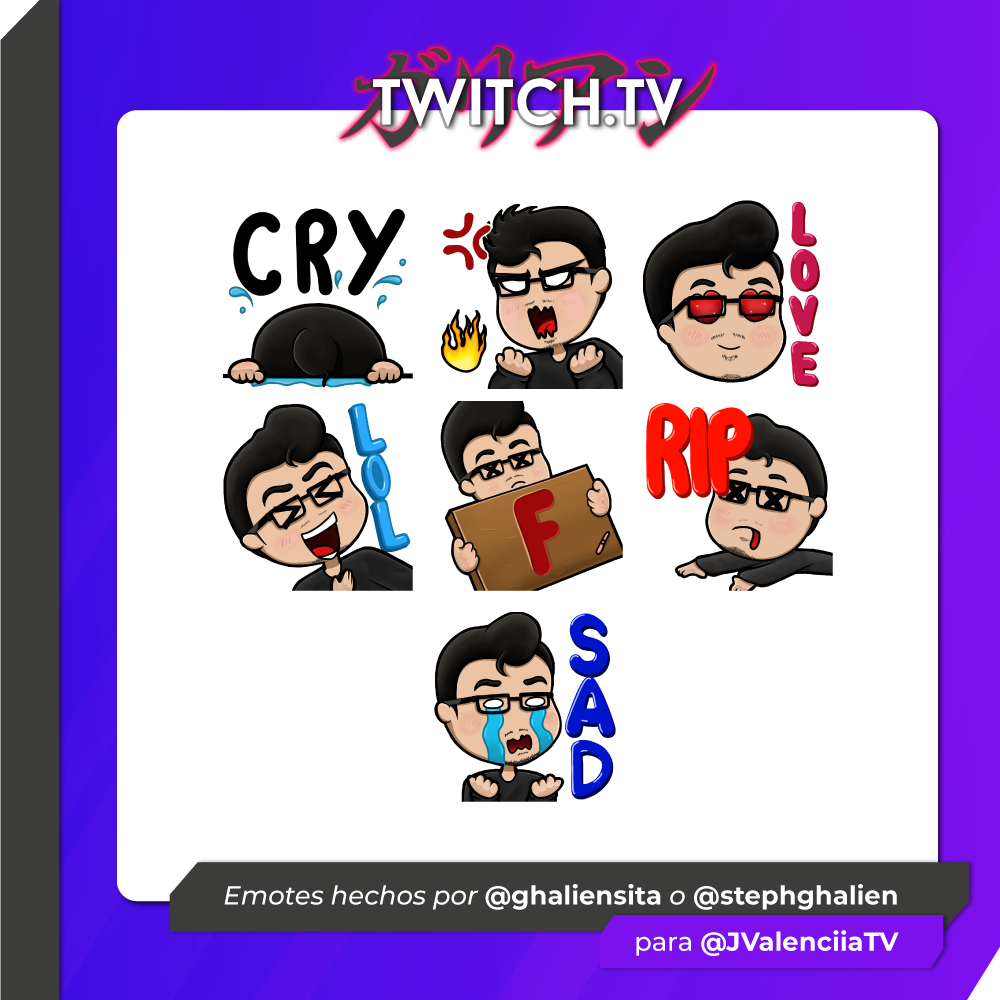 ガリアン
TWITCH.TV
CRY
LOVE
LOL
F
RIP
SAD
Emotes hechos por @ghaliensita o @stephghalien
para @JValenciiaTV